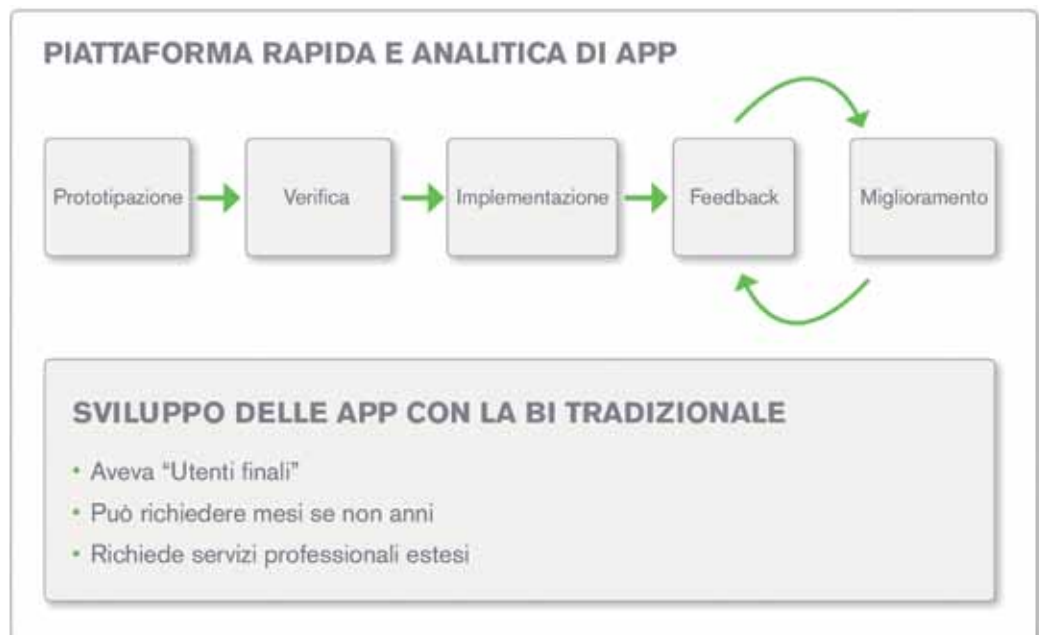 PIATTAFORMA RAPIDA E ANALITICA DI APP
Prototipazione
Verifica
Implementazione
Feedback
Miglioramento
SVILUPPO DELLE APP CON LA BI TRADIZIONALE
• Aveva “Utenti finali”
• Può richiedere mesi se non anni
• Richiede servizi professionali estesi